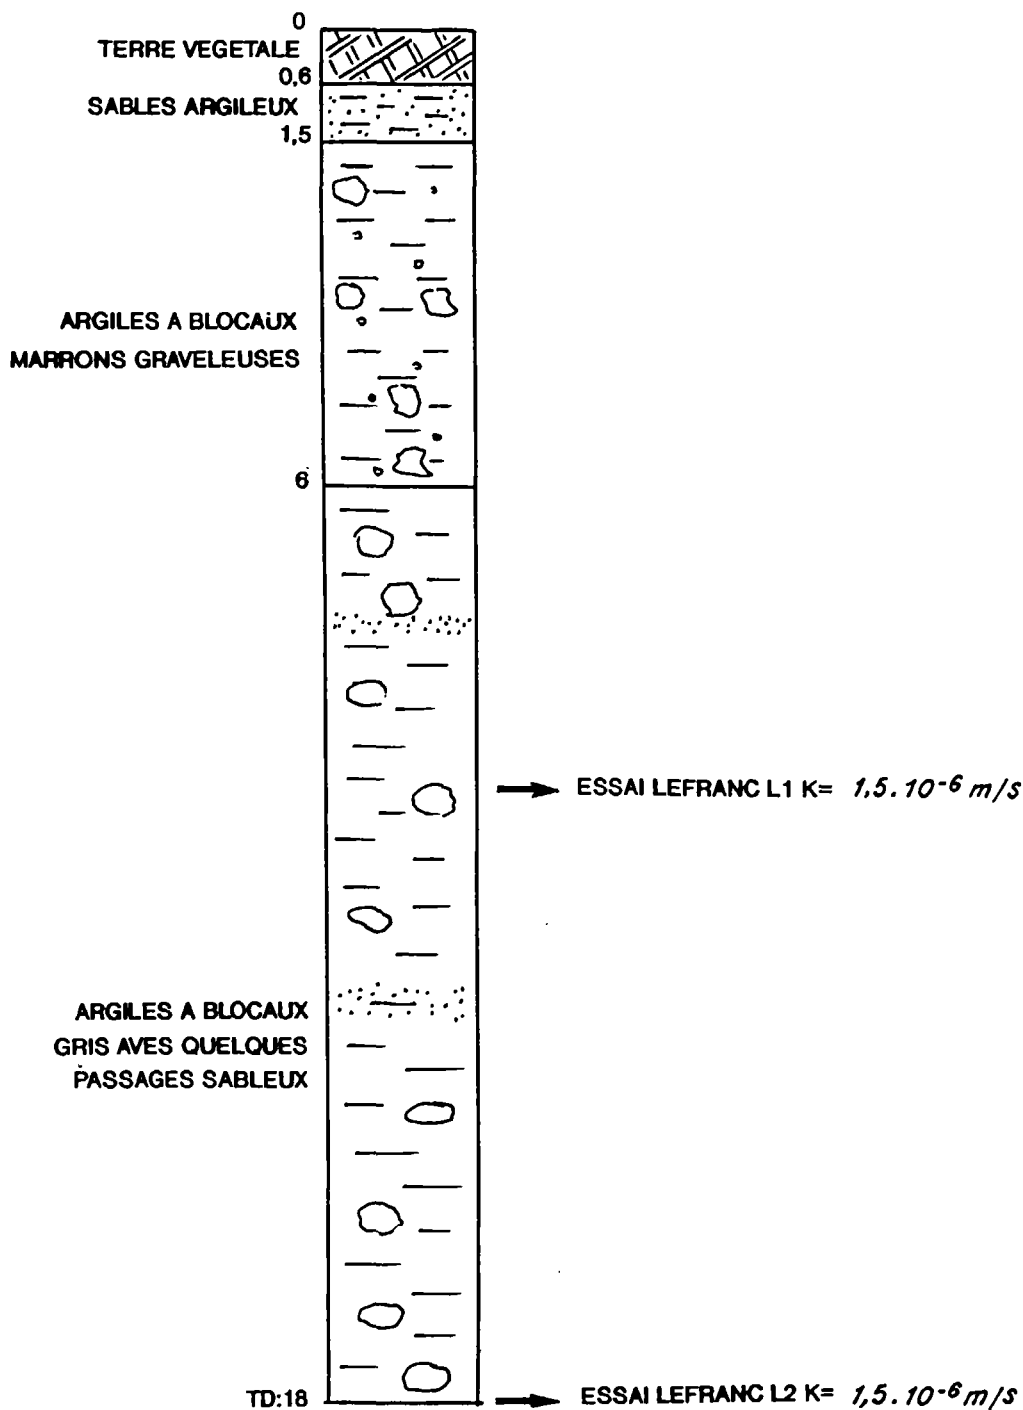 0
TERRE VEGETALE
0,6
SABLES ARGILEUX
1,5
ARGILES A BLOCAUX
MARRONS GRAVELEUSES
6
ESSAI LEFRANC L1 K= 1,5.10⁻⁶ m/s
ARGILES A BLOCAUX
GRIS AVES QUELQUES
PASSAGES SABLEUX
TD:18
ESSAI LEFRANC L2 K= 1,5.10⁻⁶ m/s